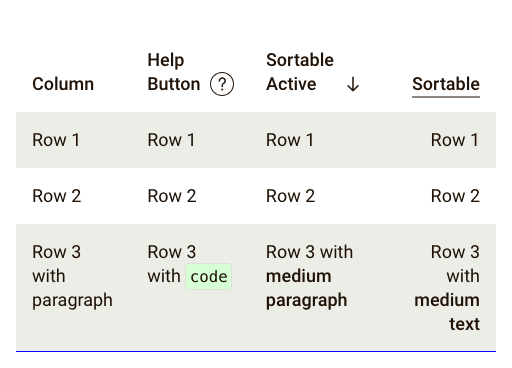 Column
Help
Button ?
Sortable
Active ↓
Sortable
Row 1 Row 1 Row 1 Row 1
Row 2 Row 2 Row 2 Row 2
Row 3
with
paragraph
Row 3
with code
Row 3 with
medium
paragraph
Row 3
with
medium
text